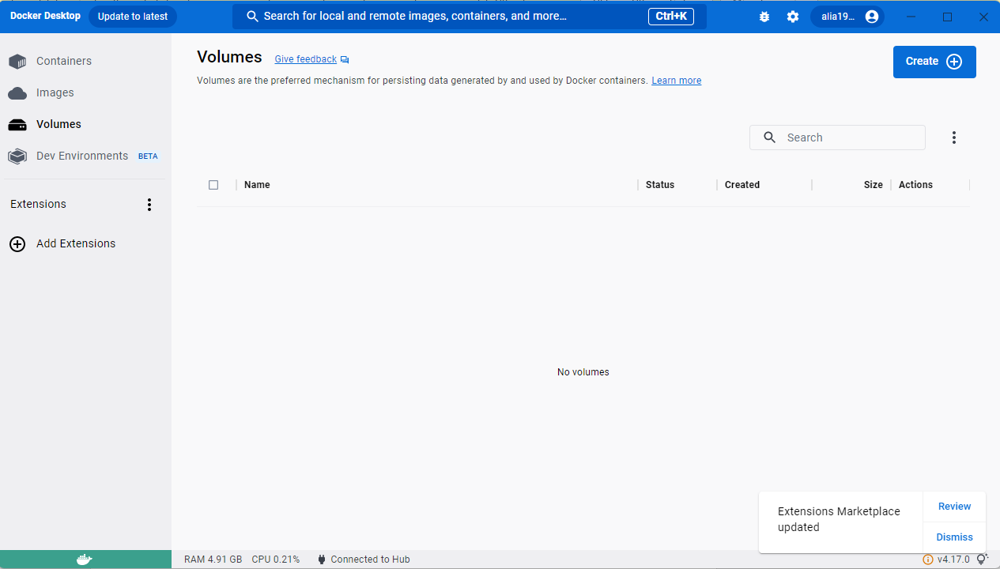 Docker Desktop Update to latest Search for local and remote images, containers, and more... Ctrl+K alia19...
Containers
Images
Volumes
Dev Environments BETA
Extensions
Add Extensions
Volumes Give feedback
Create
Volumes are the preferred mechanism for persisting data generated by and used by Docker containers. Learn more
Search
Name Status Created Size Actions
No volumes
Extensions Marketplace
updated
Review
Dismiss
RAM 4.91 GB CPU 0.21% Connected to Hub v4.17.0